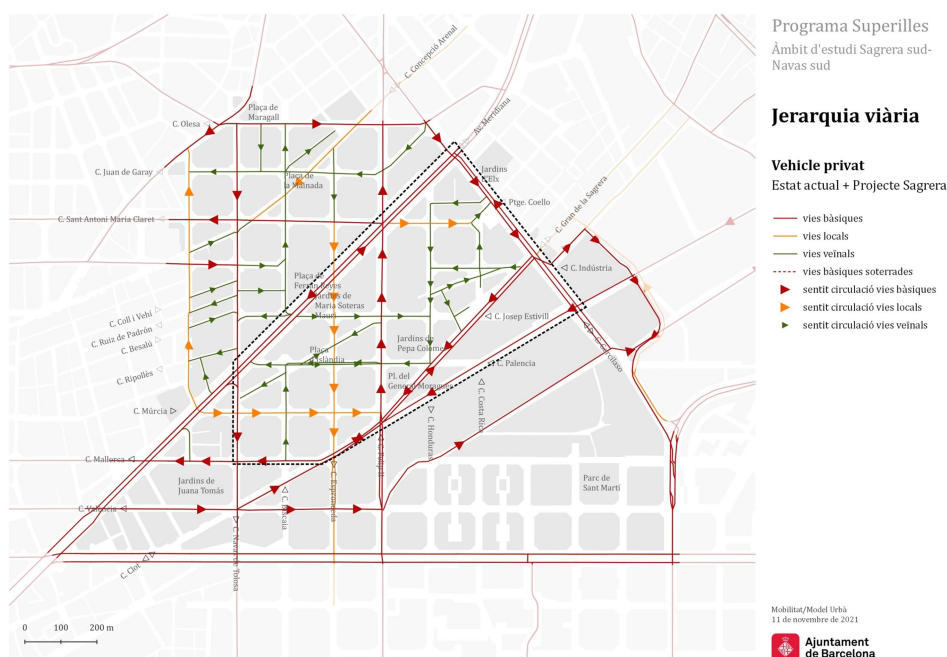 Programa Superilles
Àmbit d'estudi Sagrera sud-
Navas sud
Jerarquia viària
Vehicle privat
Estat actual + Projecte Sagrera
vies bàsiques
vies locals
vies veïnals
vies bàsiques soterrades
sentit circulació vies bàsiques
sentit circulació vies locals
sentit circulació vies veïnals
C. Concepció Arenal
Av. Meridiana
Plaça de
Maragall
C. Olesa
C. Juan de Garay
Plaça de
la Mainada
Jardins
d'Elx
Ptge. Coello
C. Gran de la Sagrera
C. Sant Antoni Maria Claret
C. Indústria
Plaça de
Ferran Reyes
Jardins de
Maria Soteras
Mauri
C. Coll i Vehí
C. Ruiz de Padrón
C. Besalú
C. Ripollès
C. Josep Estivill
Jardins de
Pepa Colomer
Plaça
Islàndia
C. Garcilaso
C. Palencia
Pl. del
General Moragues
C. Múrcia
C. Honduras
C. Costa Rica
C. Mallorca
Jardins de
Juana Tomás
Parc de
Sant Martí
C. València
C. Biscaia
C. Espronceda
C. Navas de Tolosa
C. Clot
0 100 200 m
Mobilitat/Model Urbà
11 de novembre de 2021
Ajuntament
de Barcelona